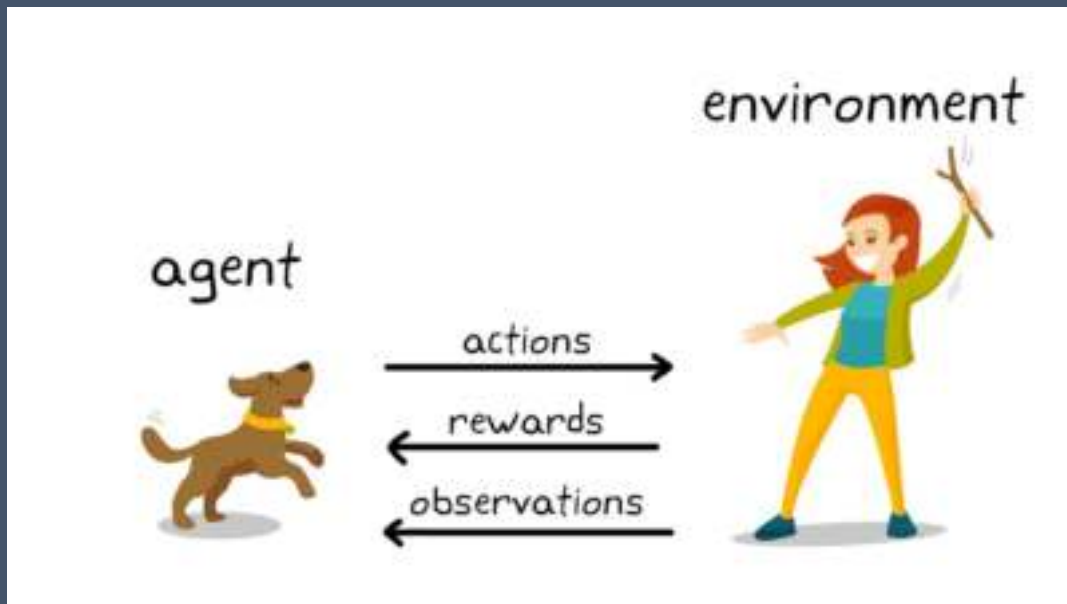 environment
agent
actions
rewards
observations